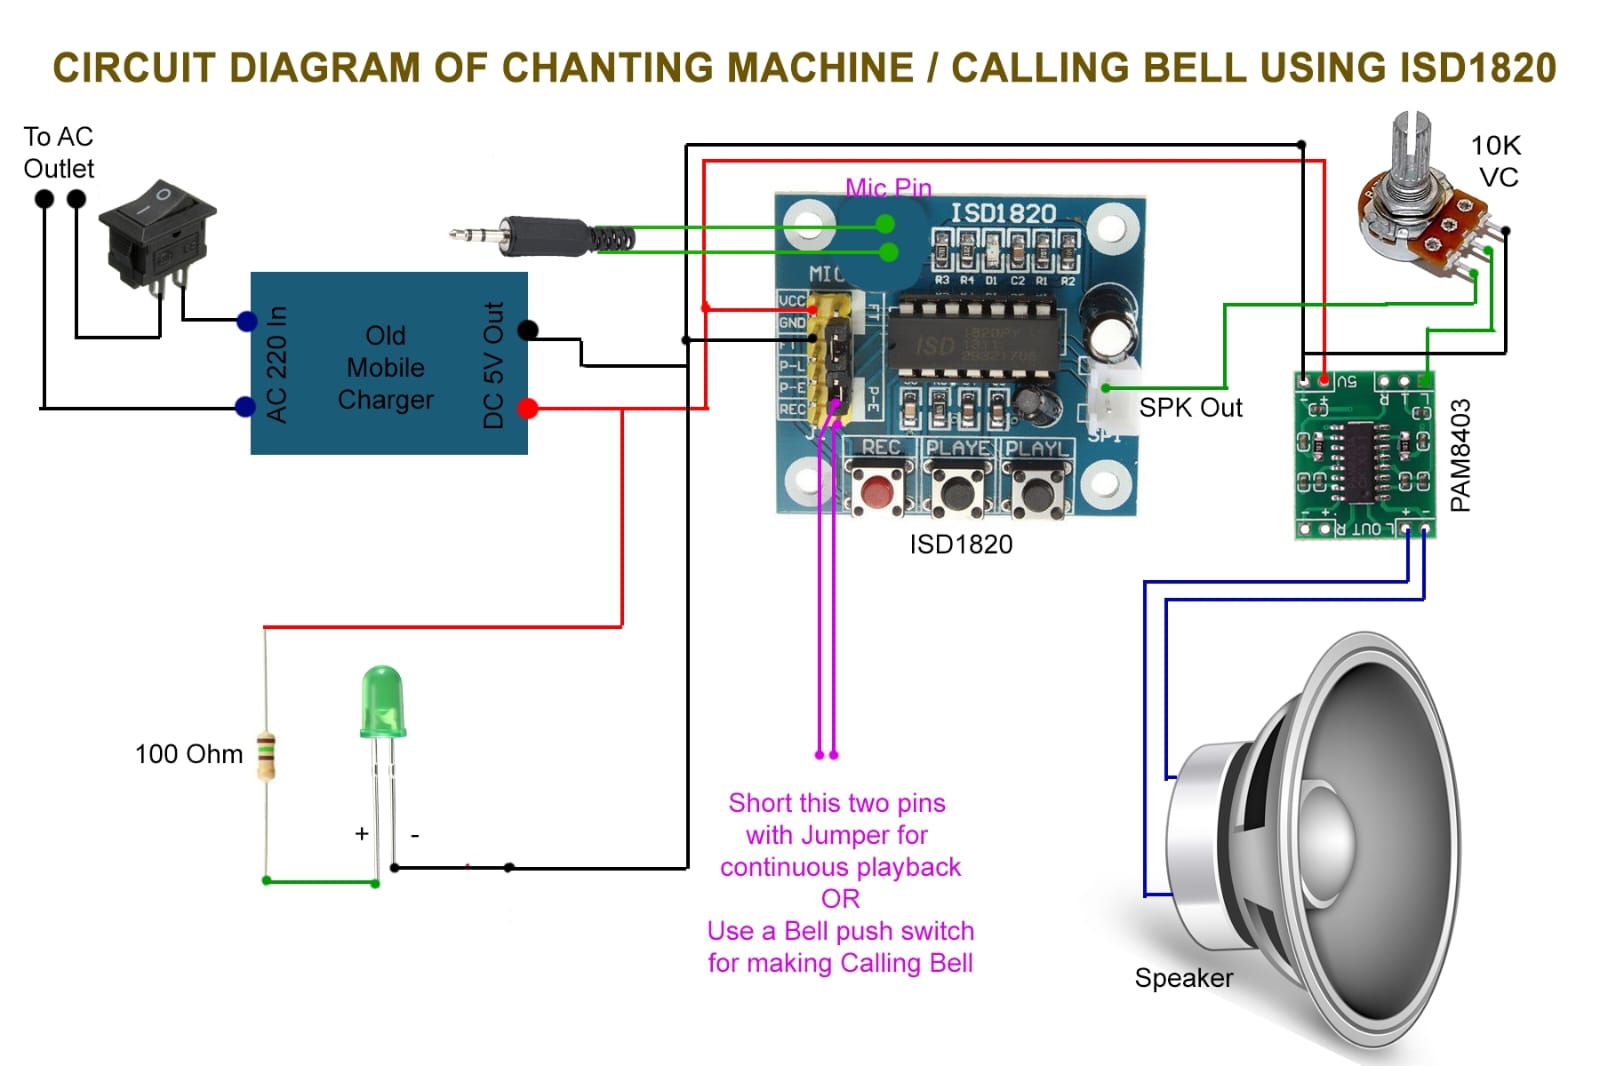 CIRCUIT DIAGRAM OF CHANTING MACHINE / CALLING BELL USING ISD1820
To AC
Outlet
10K
VC
Mic Pin
ISD1820
R3 R4 D1 C2 R1 R2
MIC
VCC
GND
P-L
P-E
REC
FT
P-E
ISD
1820PY
AC 220 In
Old
Mobile
Charger
DC 5V Out
SPK Out
REC PLAYE PLAYL
ISD1820
5V
R
L
- +
PAM8403
- + R OUT L + -
100 Ohm
+ -
Short this two pins
with Jumper for
continuous playback
OR
Use a Bell push switch
for making Calling Bell
Speaker